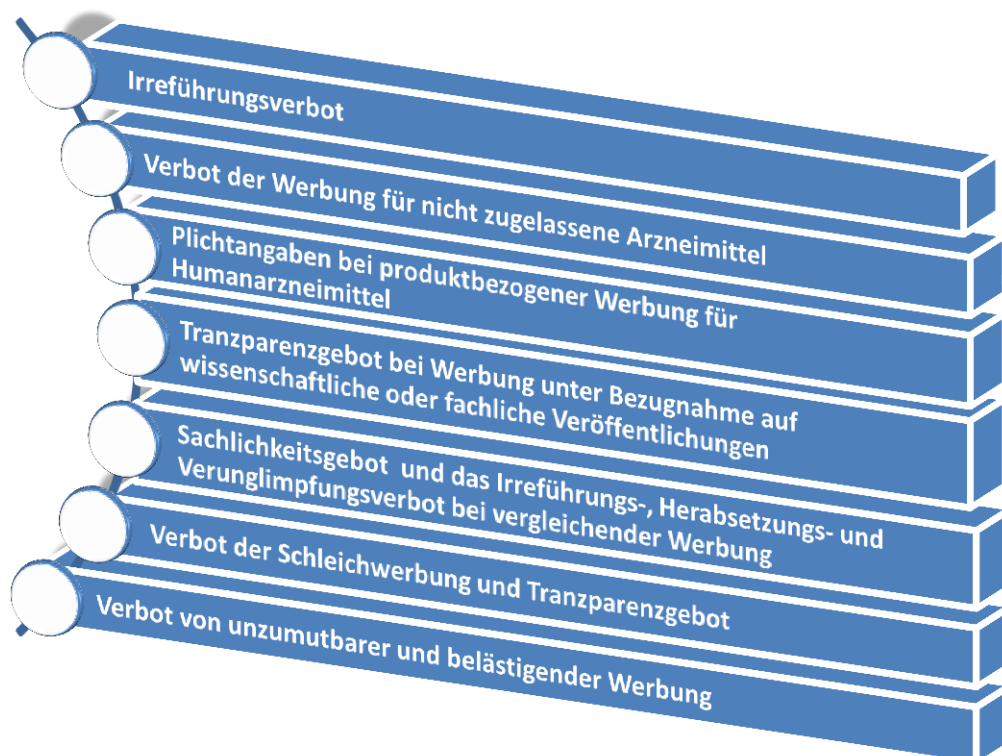 Irreführungsverbot
Verbot der Werbung für nicht zugelassene Arzneimittel
Plichtangaben bei produktbezogener Werbung für
Humanarzneimittel
Tranzparenzgebot bei Werbung unter Bezugnahme auf
wissenschaftliche oder fachliche Veröffentlichungen
Sachlichkeitsgebot und das Irreführungs-, Herabsetzungs- und
Verunglimpfungsverbot bei vergleichender Werbung
Verbot der Schleichwerbung und Tranzparenzgebot
Verbot von unzumutbarer und belästigender Werbung